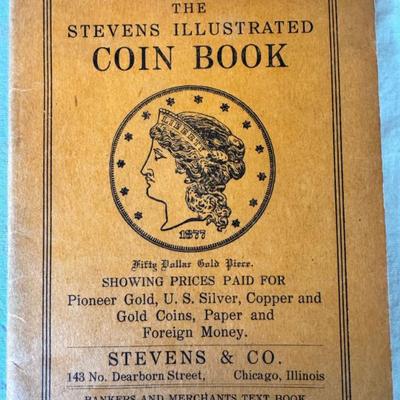 THE
STEVENS ILLUSTRATED
COIN BOOK
1877
Fifty Dollar Gold Piece.
SHOWING PRICES PAID FOR
Pioneer Gold, U. S. Silver, Copper and
Gold Coins, Paper and
Foreign Money.
STEVENS & CO.
143 No. Dearborn Street, Chicago, Illinois
BANKERS AND MERCHANTS TEXT BOOK